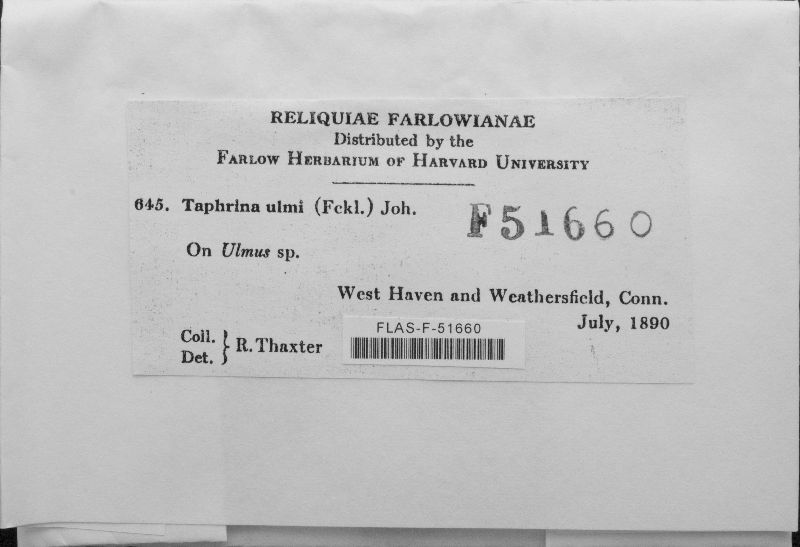 RELIQUIAE FARLOWIANAE
Distributed by the
FARLOW HERBARIUM OF HARVARD UNIVERSITY
645. Taphrina ulmi (Fckl.) Joh.
F51660
On Ulmus sp.
West Haven and Weathersfield, Conn.
July, 1890
Coll. } R. Thaxter
Det.
FLAS-F-51660